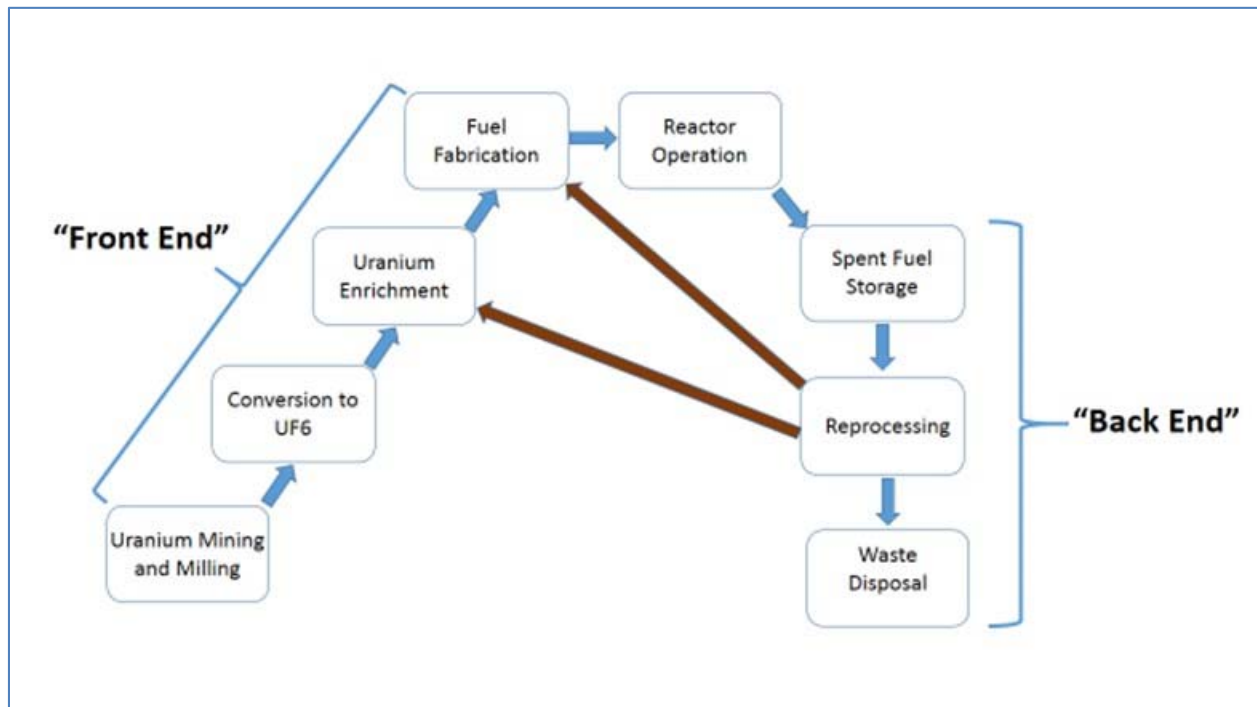 Fuel
Fabrication
Reactor
Operation
“Front End”
Uranium
Enrichment
Spent Fuel
Storage
Conversion to
UF6
Reprocessing
“Back End”
Uranium Mining
and Milling
Waste
Disposal